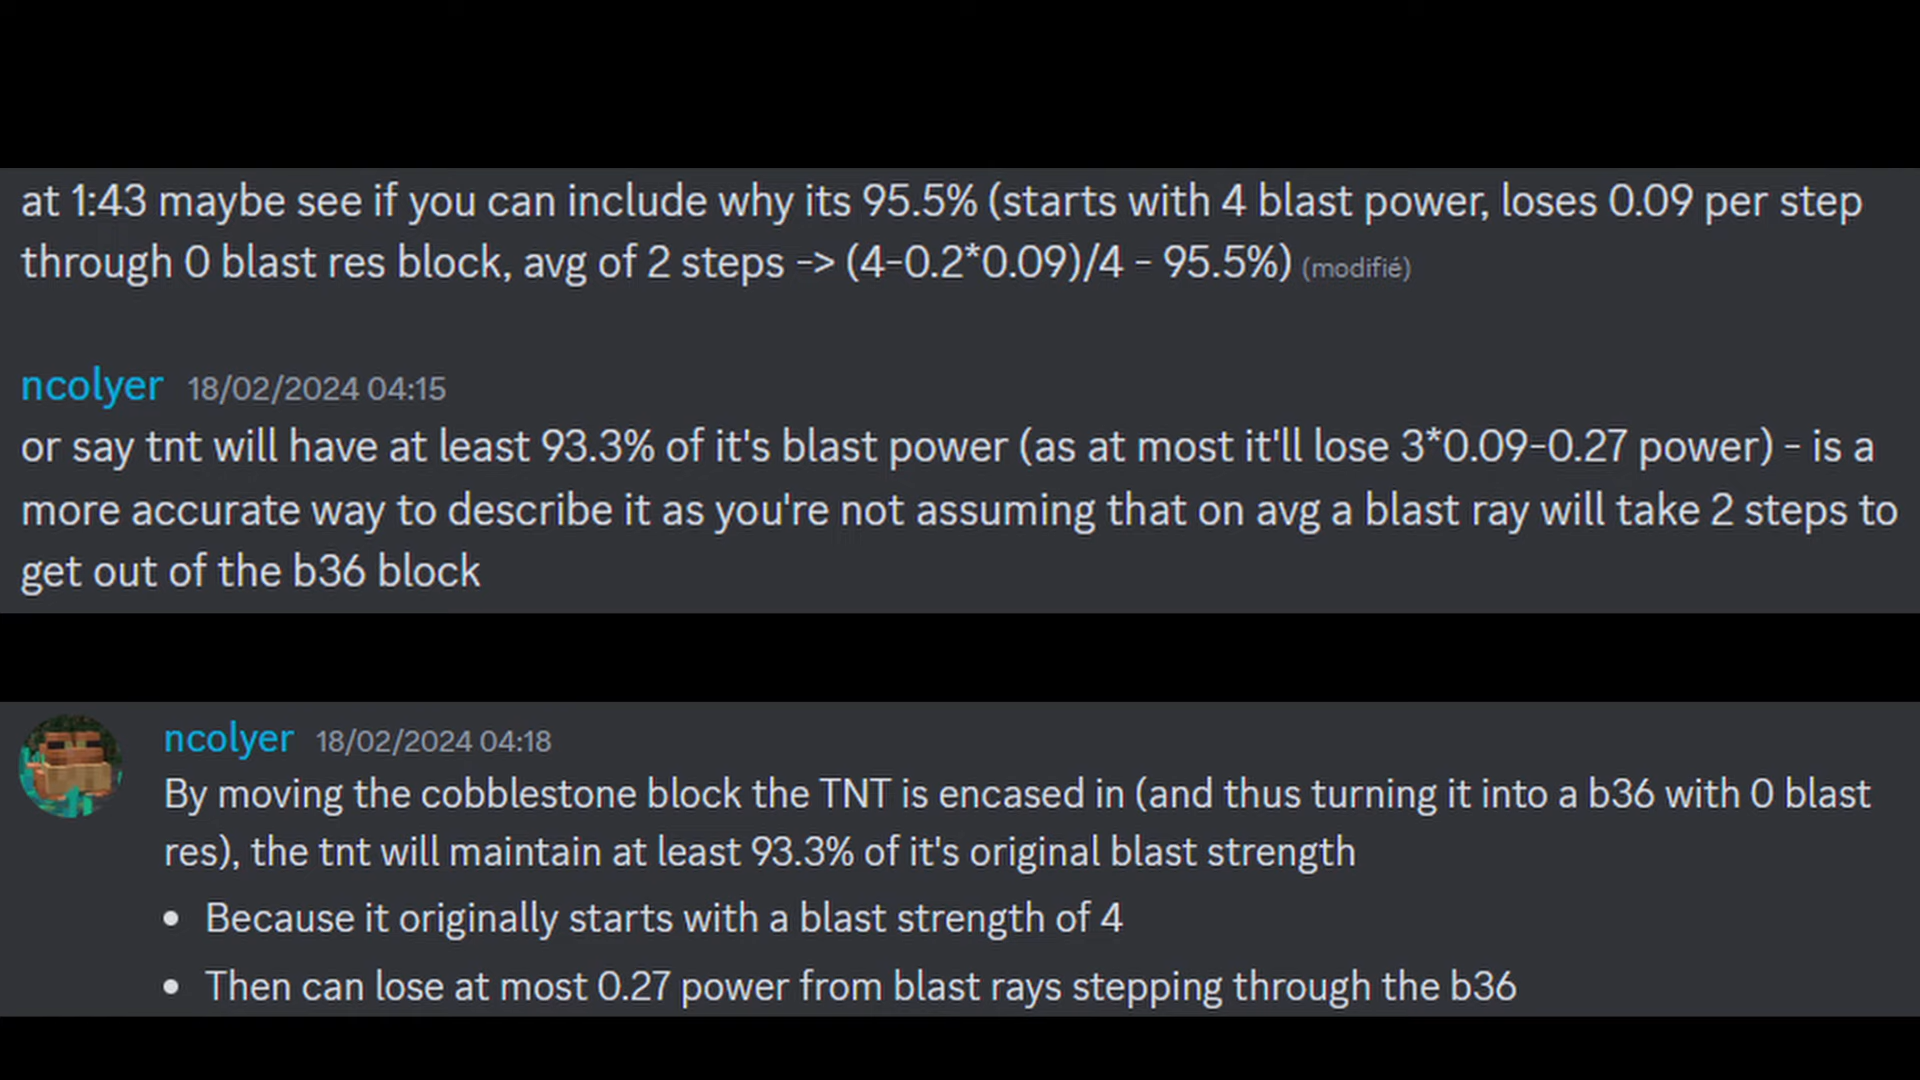 at 1:43 maybe see if you can include why its 95.5% (starts with 4 blast power, loses 0.09 per step
through 0 blast res block, avg of 2 steps -> (4-0.2*0.09)/4 - 95.5%) (modifié)
ncolyer 18/02/2024 04:15
or say tnt will have at least 93.3% of it's blast power (as at most it'll lose 3*0.09-0.27 power) - is a
more accurate way to describe it as you're not assuming that on avg a blast ray will take 2 steps to
get out of the b36 block
ncolyer 18/02/2024 04:18
By moving the cobblestone block the TNT is encased in (and thus turning it into a b36 with 0 blast
res), the tnt will maintain at least 93.3% of it's original blast strength
• Because it originally starts with a blast strength of 4
• Then can lose at most 0.27 power from blast rays stepping through the b36